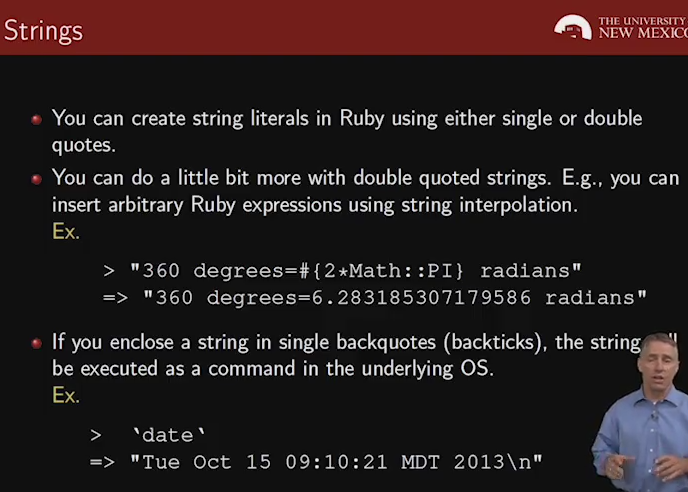 Strings
THE UNIVERSITY
NEW MEXICO
You can create string literals in Ruby using either single or double
quotes.
You can do a little bit more with double quoted strings. E.g., you can
insert arbitrary Ruby expressions using string interpolation.
Ex.
> "360 degrees=#{2*Math::PI} radians"
=> "360 degrees=6.283185307179586 radians"
If you enclose a string in single backquotes (backticks), the string
be executed as a command in the underlying OS.
Ex.
> `date`
=> "Tue Oct 15 09:10:21 MDT 2013\n"